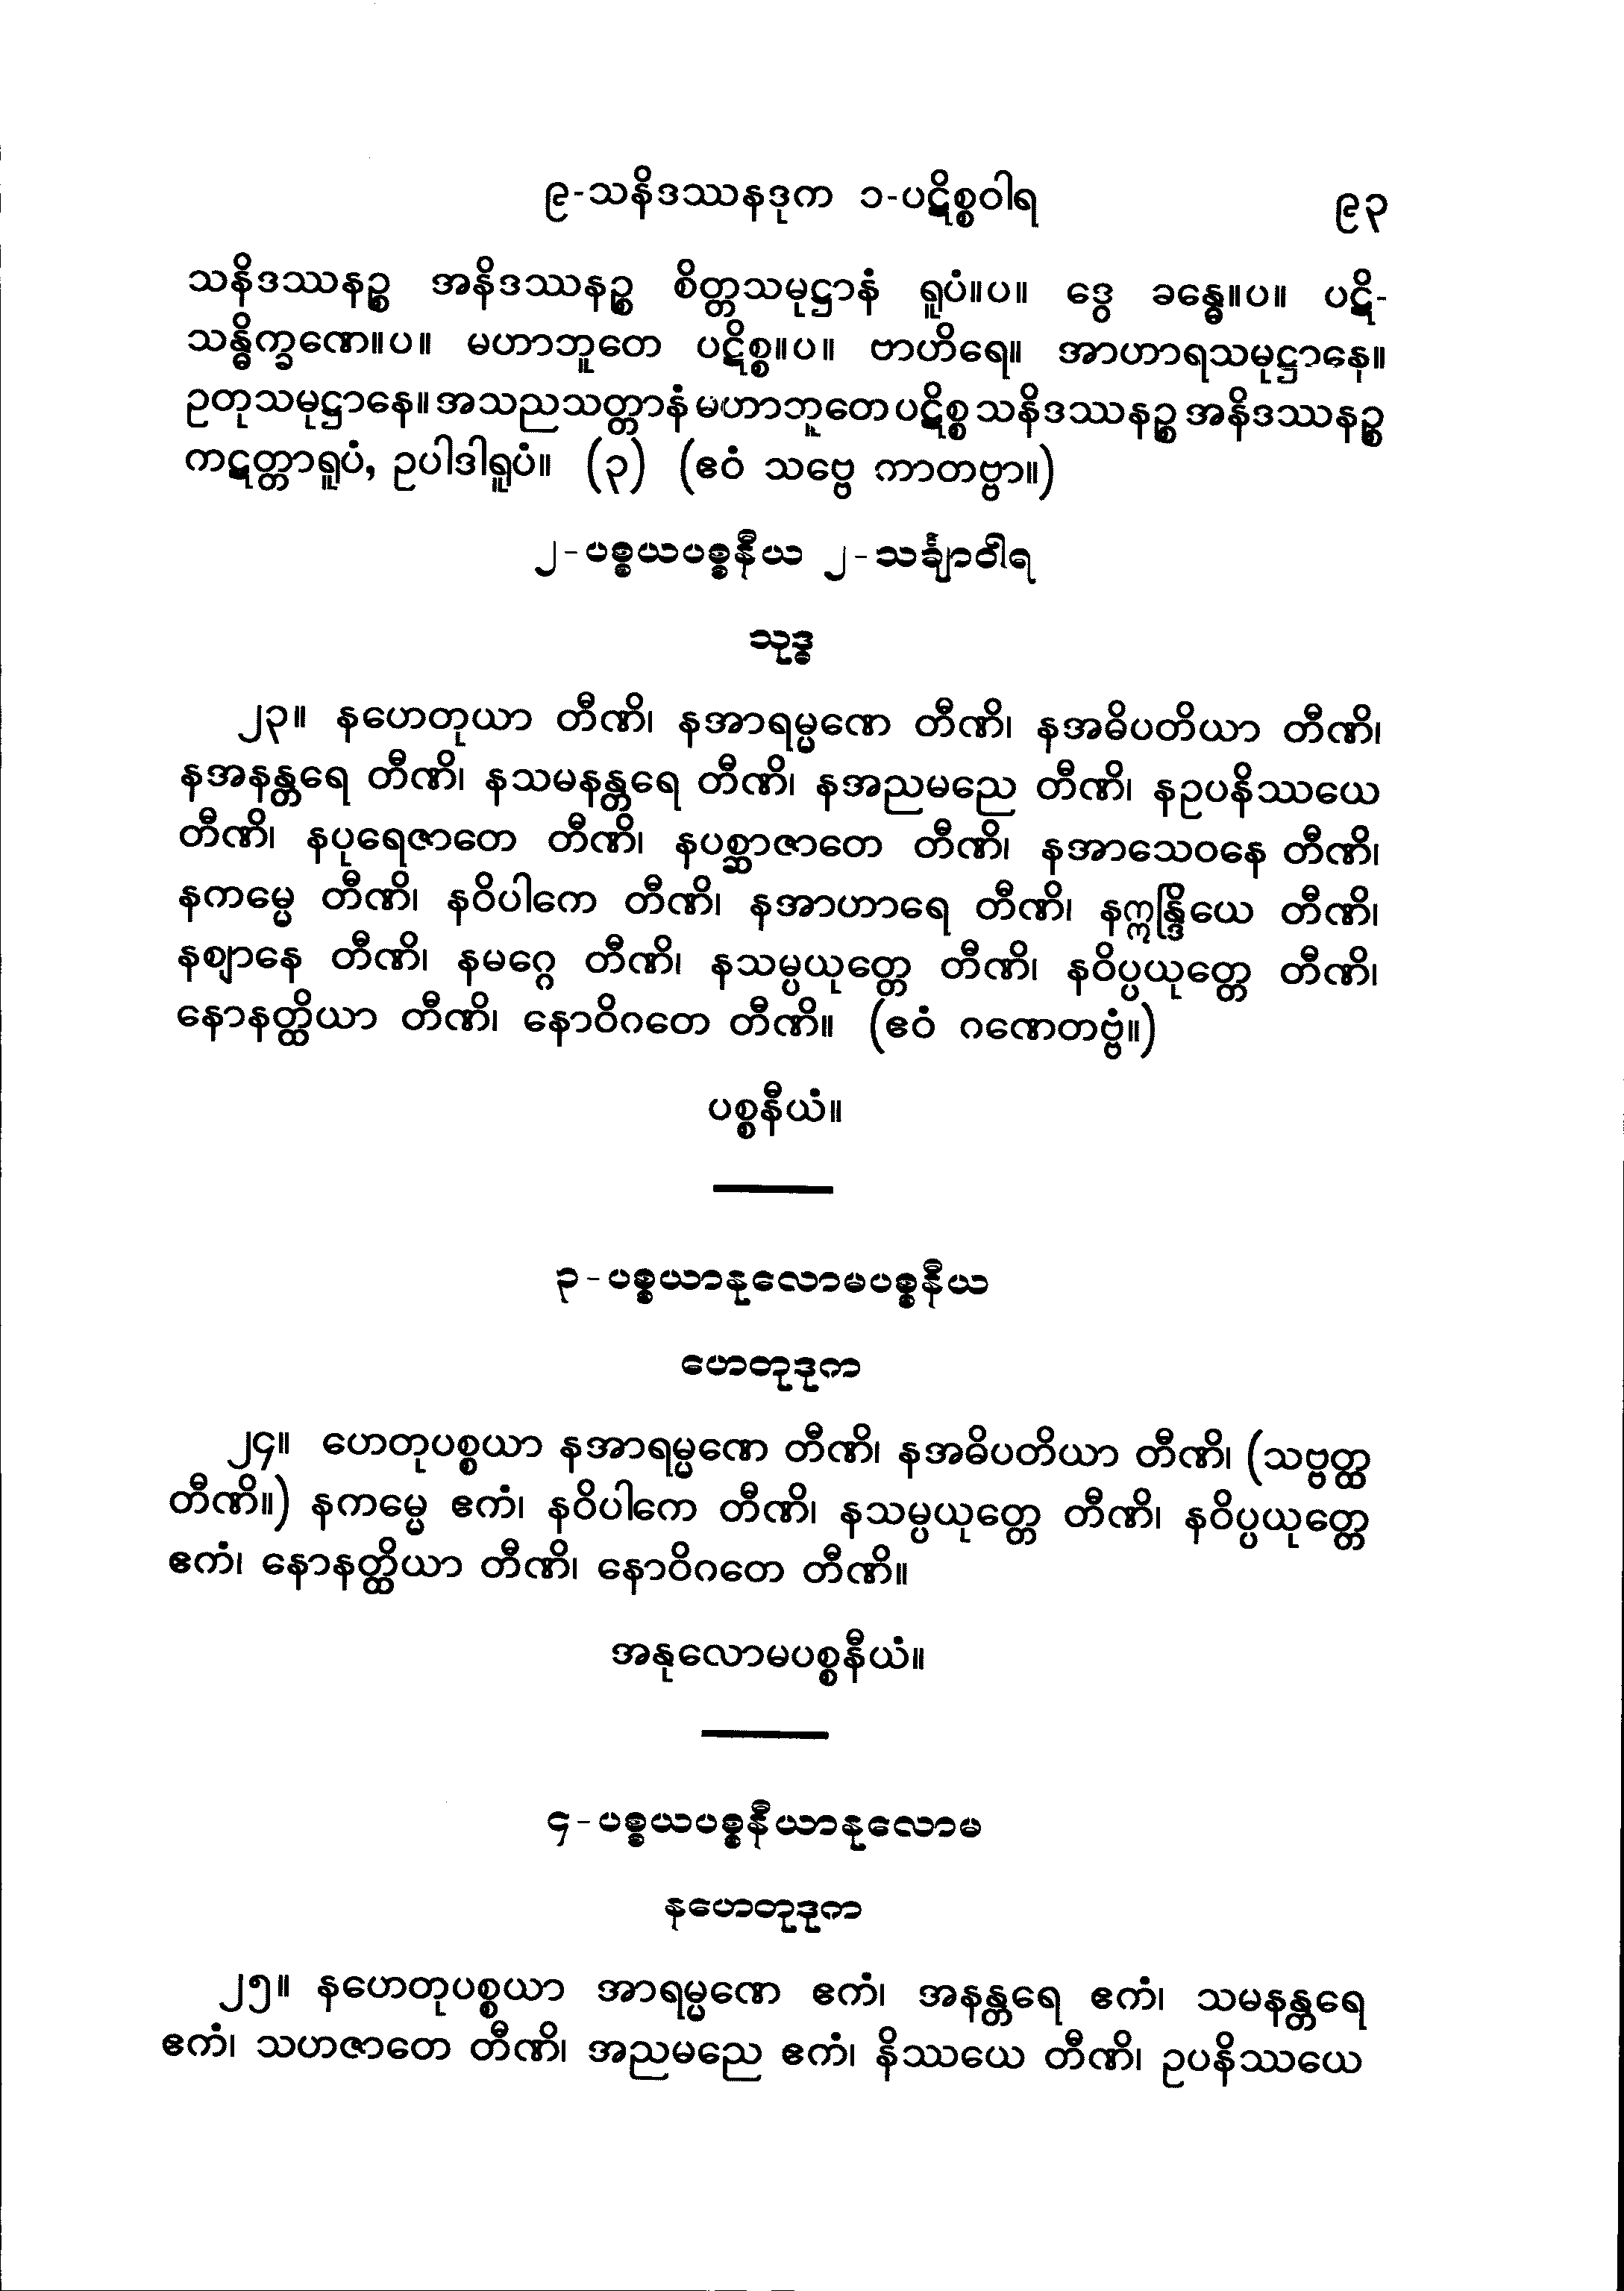 ၉-သနိဒဿနဒုက ၁-ပဋိစ္စဝါရ ၉၃
သနိဒဿနဉ္စ အနိဒဿနဉ္စ စိတ္တသမုဋ္ဌာနံ ရူပံ။ပ။ ဒွေ ခန္ဓေ။ပ။ ပဋိ-
သန္ဓိက္ခဏေ။ပ။ မဟာဘူတေ ပဋိစ္စ။ပ။ ဗာဟိရေ။ အာဟာရသမုဋ္ဌာနေ။
ဥတုသမုဋ္ဌာနေ။ အသညသတ္တာနံ မဟာဘူတေ ပဋိစ္စ သနိဒဿနဉ္စ အနိဒဿနဉ္စ
ကဋတ္တာရူပံ, ဥပါဒါရူပံ။ (၃) (ဧဝံ သဗ္ဗေ ကာတဗ္ဗာ။)
၂-ပစ္စယပစ္စနီယ ၂-သင်္ချာဝါရ
သုဒ္ဓ
၂၃။ နဟေတုယာ တီဏိ၊ နအာရမ္မဏေ တီဏိ၊ နအဓိပတိယာ တီဏိ၊
နအနန္တရေ တီဏိ၊ နသမနန္တရေ တီဏိ၊ နအညမညေ တီဏိ၊ နဥပနိဿယေ
တီဏိ၊ နပုရေဇာတေ တီဏိ၊ နပစ္ဆာဇာတေ တီဏိ၊ နအာသေဝနေ တီဏိ၊
နကမ္မေ တီဏိ၊ နဝိပါကေ တီဏိ၊ နအာဟာရေ တီဏိ၊ နဣန္ဒြိယေ တီဏိ၊
နဈာနေ တီဏိ၊ နမဂ္ဂေ တီဏိ၊ နသမ္ပယုတ္တေ တီဏိ၊ နဝိပ္ပယုတ္တေ တီဏိ၊
နောနတ္ထိယာ တီဏိ၊ နောဝိဂတေ တီဏိ။ (ဧဝံ ဂဏေတဗ္ဗံ။)
ပစ္စနီယံ။
၃-ပစ္စယာနုလောမပစ္စနီယ
ဟေတုဒုက
၂၄။ ဟေတုပစ္စယာ နအာရမ္မဏေ တီဏိ၊ နအဓိပတိယာ တီဏိ၊ (သဗ္ဗတ္ထ
တီဏိ။) နကမ္မေ ဧကံ၊ နဝိပါကေ တီဏိ၊ နသမ္ပယုတ္တေ တီဏိ၊ နဝိပ္ပယုတ္တေ
ဧကံ၊ နောနတ္ထိယာ တီဏိ၊ နောဝိဂတေ တီဏိ။
အနုလောမပစ္စနီယံ။
၄-ပစ္စယပစ္စနီယာနုလောမ
နဟေတုဒုက
၂၅။ နဟေတုပစ္စယာ အာရမ္မဏေ ဧကံ၊ အနန္တရေ ဧကံ၊ သမနန္တရေ
ဧကံ၊ သဟဇာတေ တီဏိ၊ အညမညေ ဧကံ၊ နိဿယေ တီဏိ၊ ဥပနိဿယေ